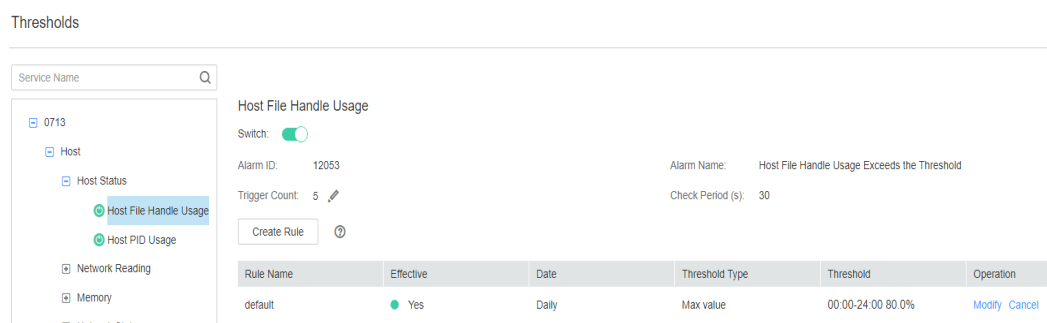 Thresholds
Service Name
0713
Host
Host Status
Host File Handle Usage
Host PID Usage
Network Reading
Memory
Host File Handle Usage
Switch:
Alarm ID: 12053 Alarm Name: Host File Handle Usage Exceeds the Threshold
Trigger Count: 5 Check Period (s): 30
Create Rule
Rule Name Effective Date Threshold Type Threshold Operation
default Yes Daily Max value 00:00-24:00 80.0% Modify Cancel